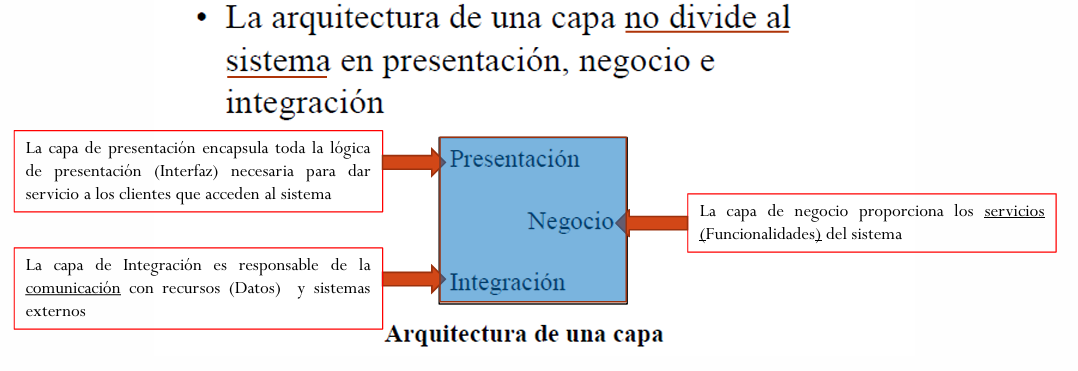 • La arquitectura de una capa no divide al
sistema en presentación, negocio e
integración
La capa de presentación encapsula toda la lógica
de presentación (Interfaz) necesaria para dar
servicio a los clientes que acceden al sistema
Presentación
Negocio
La capa de negocio proporciona los servicios
(Funcionalidades) del sistema
La capa de Integración es responsable de la
comunicación con recursos (Datos) y sistemas
externos
Integración
Arquitectura de una capa